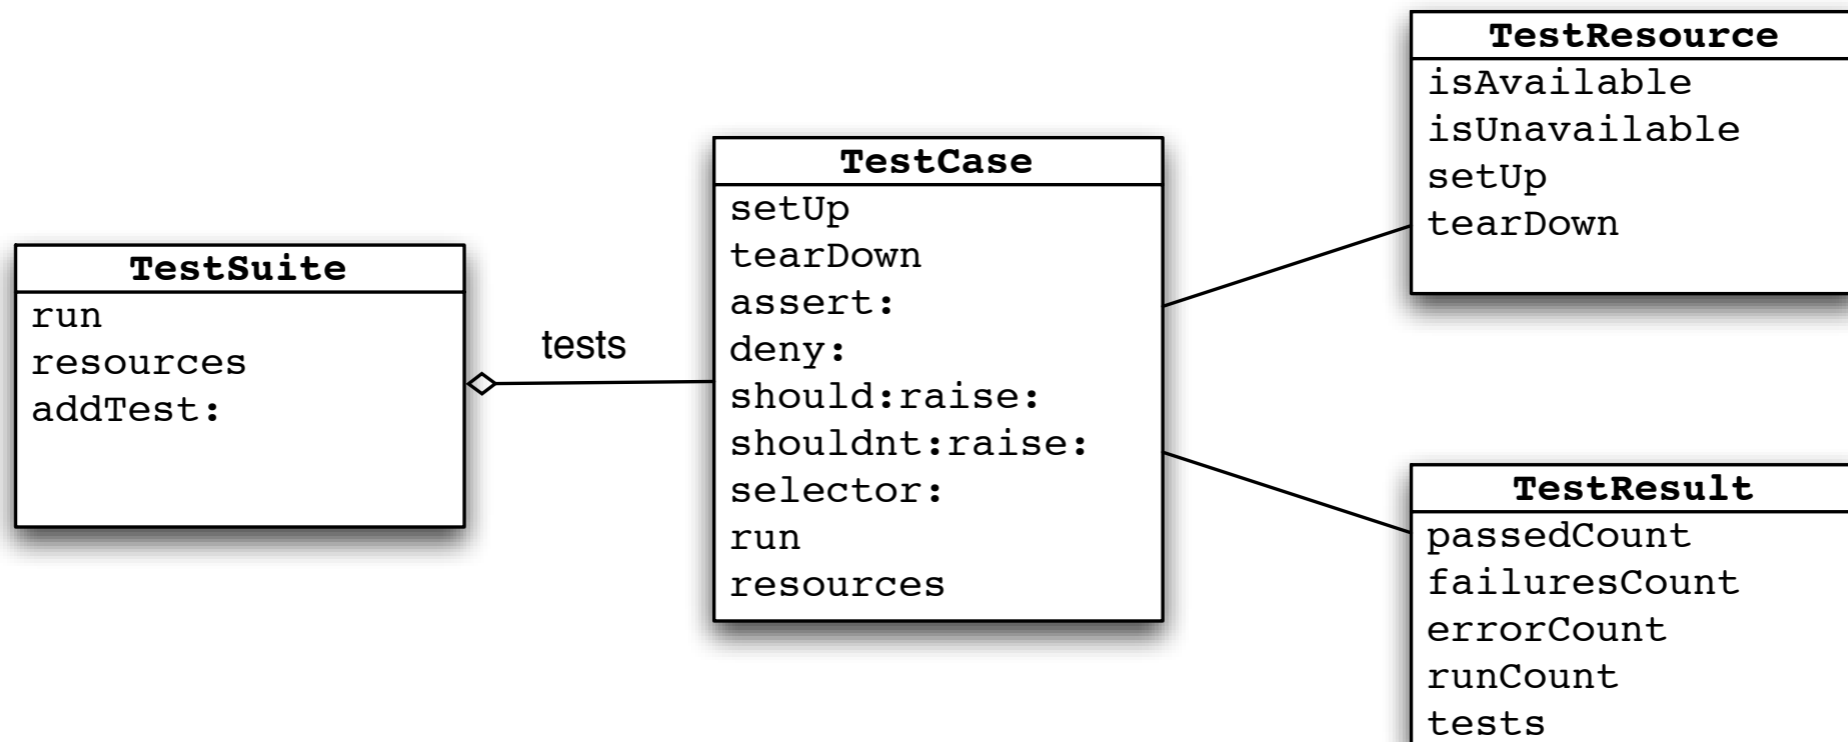 TestSuite
run
resources
addTest:
tests
TestCase
setUp
tearDown
assert:
deny:
should:raise:
shouldnt:raise:
selector:
run
resources
TestResource
isAvailable
isUnavailable
setUp
tearDown
TestResult
passedCount
failuresCount
errorCount
runCount
tests